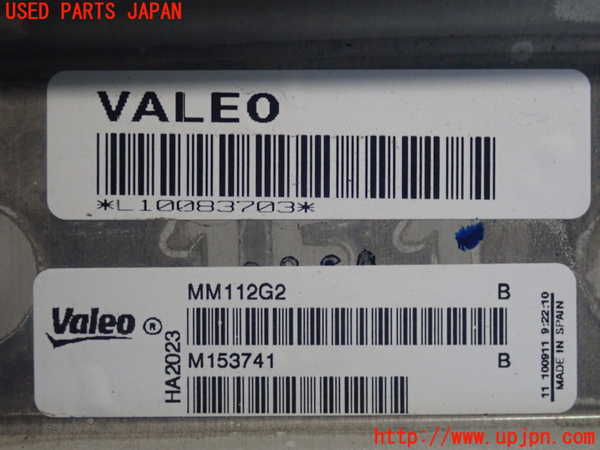 USED PARTS JAPAN
VALEO
*L10083703*
MM112G2 B
Valeo ®
HA2023
M153741 B
11 100911 9:22:10
MADE IN SPAIN
http://www.upjpn.com/